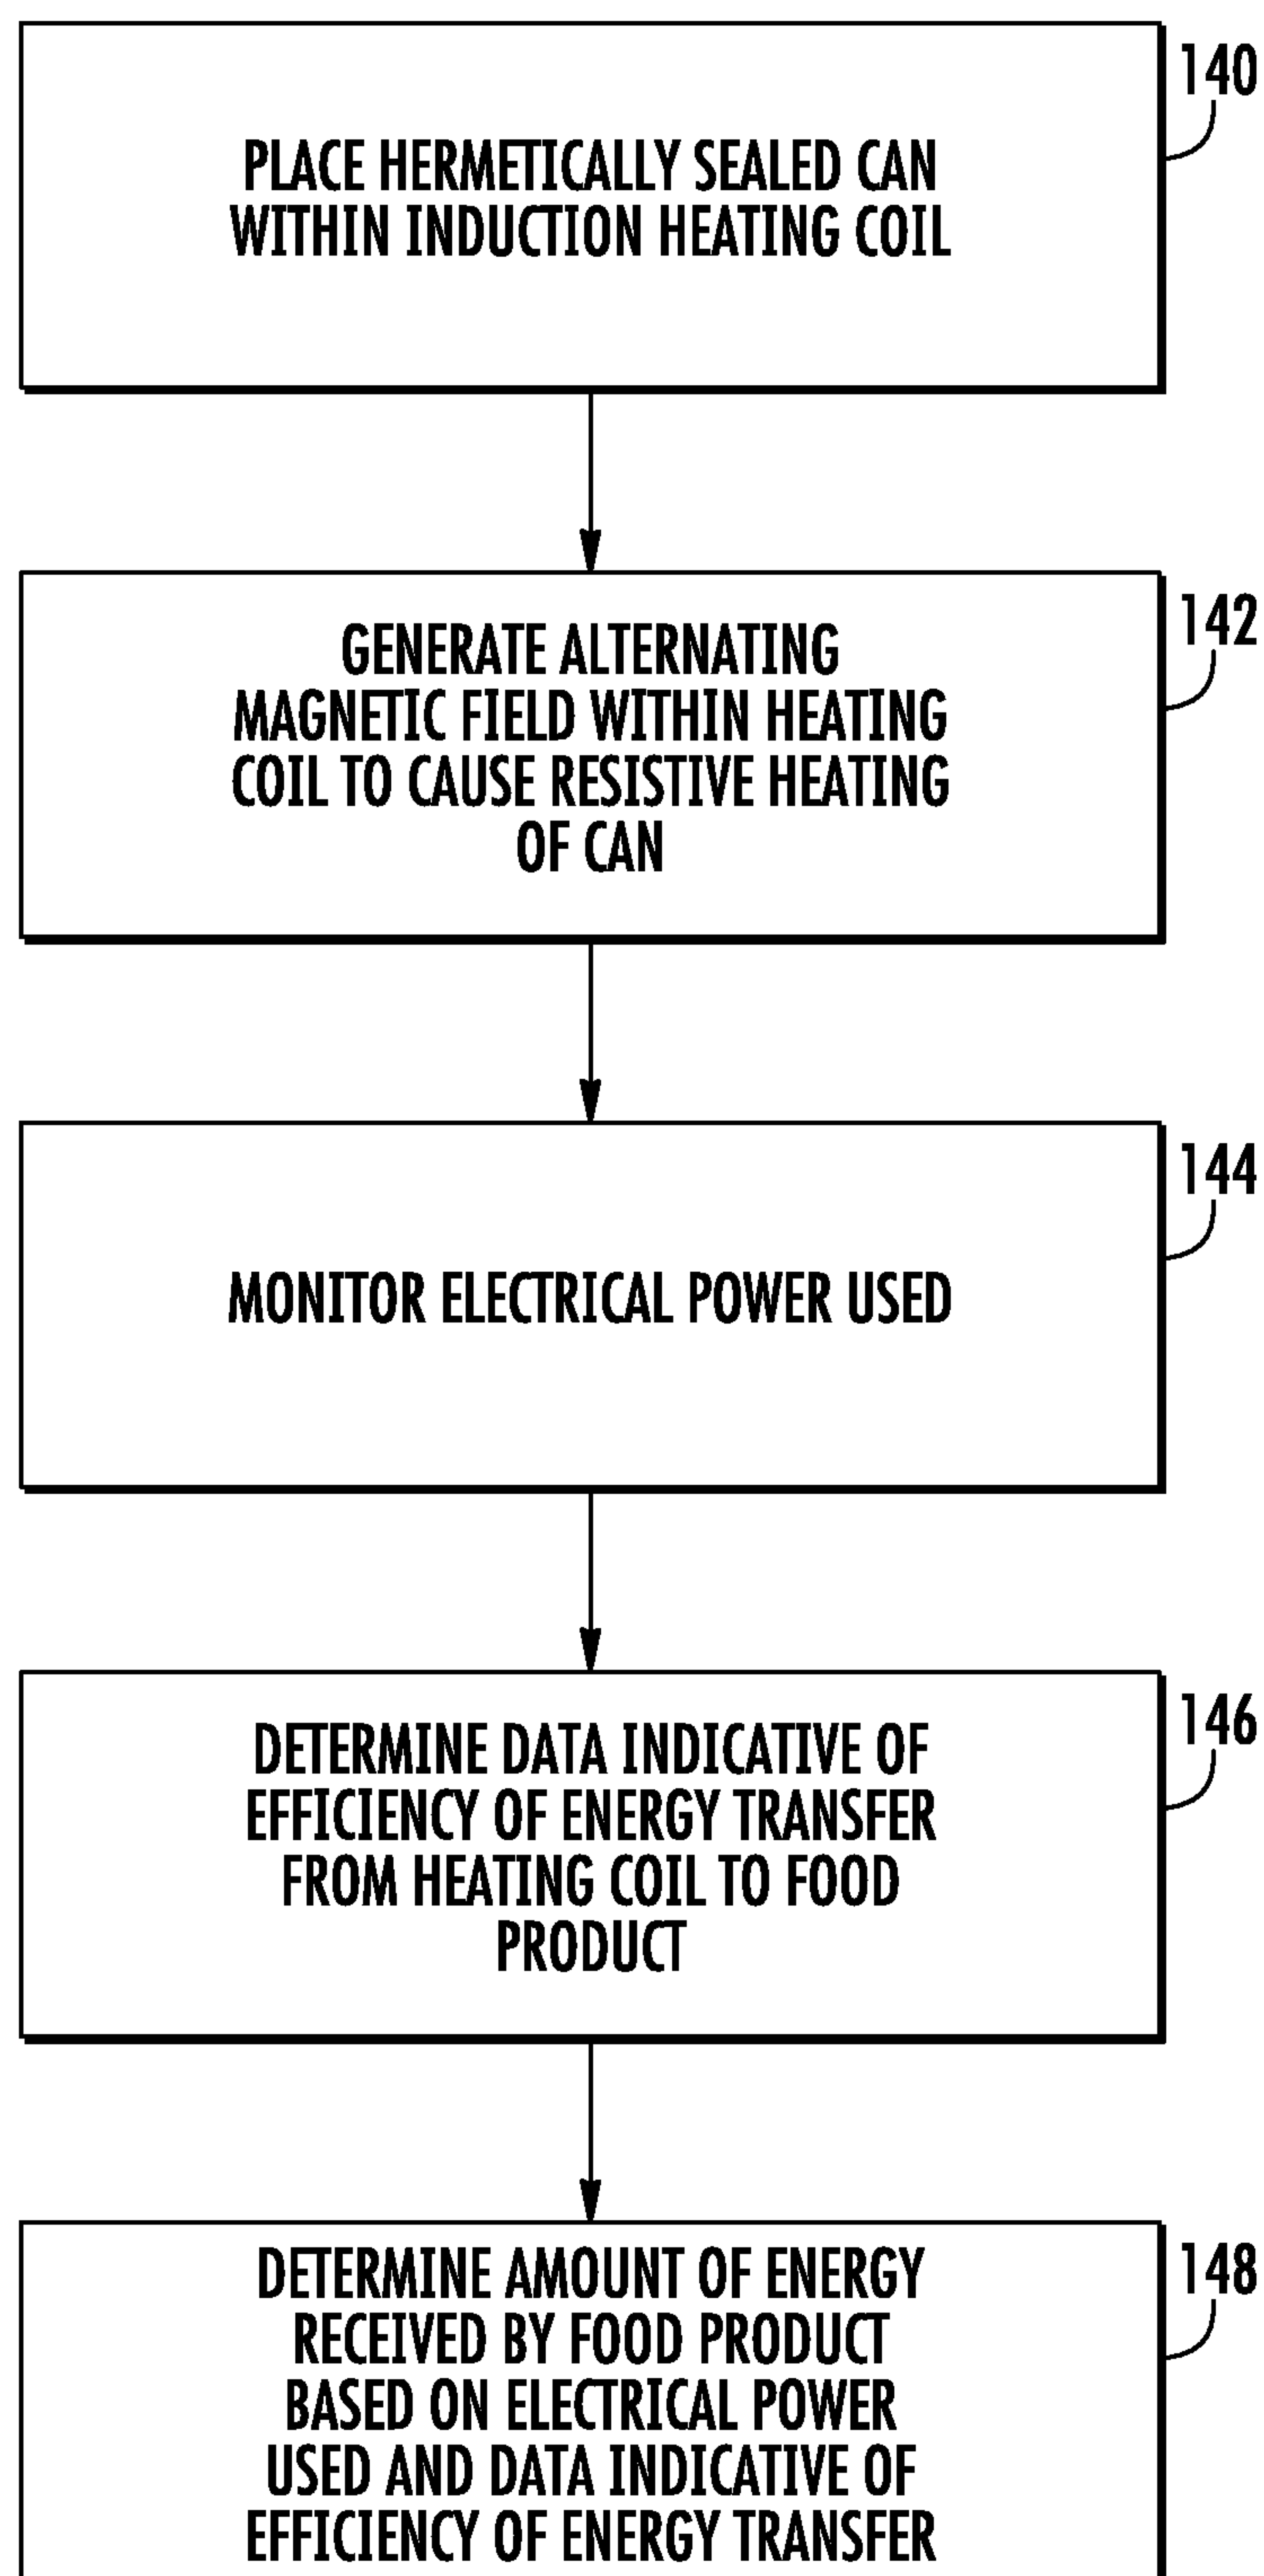 140
PLACE HERMETICALLY SEALED CAN
WITHIN INDUCTION HEATING COIL
142
GENERATE ALTERNATING
MAGNETIC FIELD WITHIN HEATING
COIL TO CAUSE RESISTIVE HEATING
OF CAN
144
MONITOR ELECTRICAL POWER USED
146
DETERMINE DATA INDICATIVE OF
EFFICIENCY OF ENERGY TRANSFER
FROM HEATING COIL TO FOOD
PRODUCT
148
DETERMINE AMOUNT OF ENERGY
RECEIVED BY FOOD PRODUCT
BASED ON ELECTRICAL POWER
USED AND DATA INDICATIVE OF
EFFICIENCY OF ENERGY TRANSFER